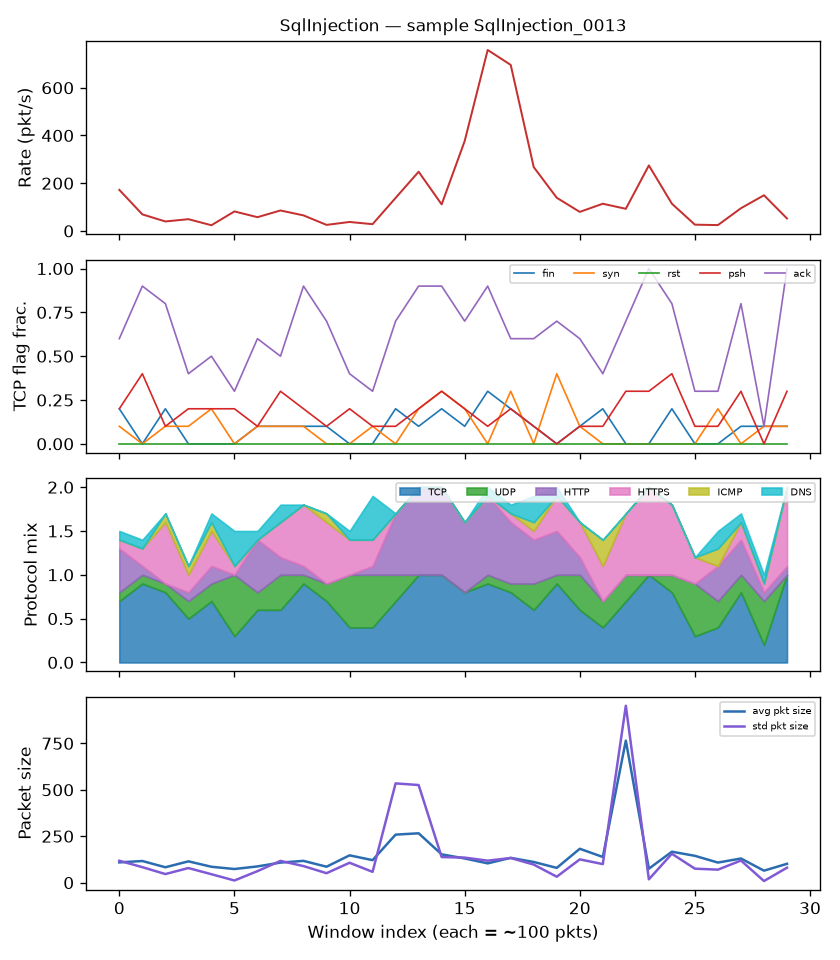 SqlInjection — sample SqlInjection_0013
Rate (pkt/s)
600
400
200
0
TCP flag frac.
1.00
0.75
0.50
0.25
0.00
fin syn rst psh ack
Protocol mix
2.0
1.5
1.0
0.5
0.0
TCP UDP HTTP HTTPS ICMP DNS
Packet size
750
500
250
0
avg pkt size
std pkt size
0 5 10 15 20 25 30
Window index (each = ~100 pkts)